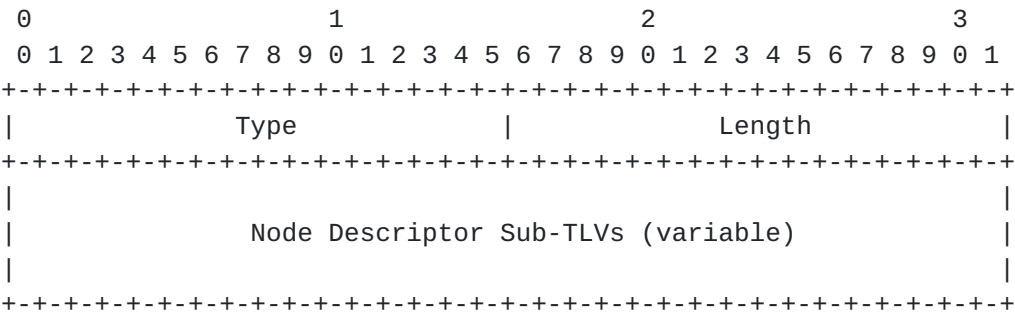 0                   1                   2                   3
 0 1 2 3 4 5 6 7 8 9 0 1 2 3 4 5 6 7 8 9 0 1 2 3 4 5 6 7 8 9 0 1
+-+-+-+-+-+-+-+-+-+-+-+-+-+-+-+-+-+-+-+-+-+-+-+-+-+-+-+-+-+-+-+-+
|              Type             |             Length            |
+-+-+-+-+-+-+-+-+-+-+-+-+-+-+-+-+-+-+-+-+-+-+-+-+-+-+-+-+-+-+-+-+
|                                                               |
|               Node Descriptor Sub-TLVs (variable)             |
|                                                               |
+-+-+-+-+-+-+-+-+-+-+-+-+-+-+-+-+-+-+-+-+-+-+-+-+-+-+-+-+-+-+-+-+